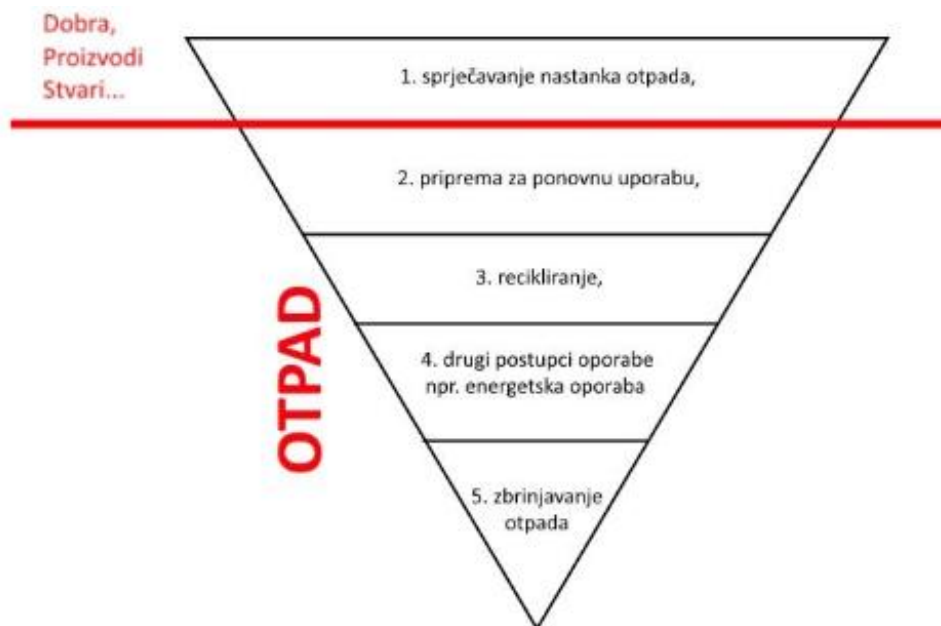 Dobra,
Proizvodi
Stvari...
1. sprječavanje nastanka otpada,
2. priprema za ponovnu uporabu,
3. recikliranje,
OTPAD
4. drugi postupci oporabe
npr. energetska oporaba
5. zbrinjavanje
otpada